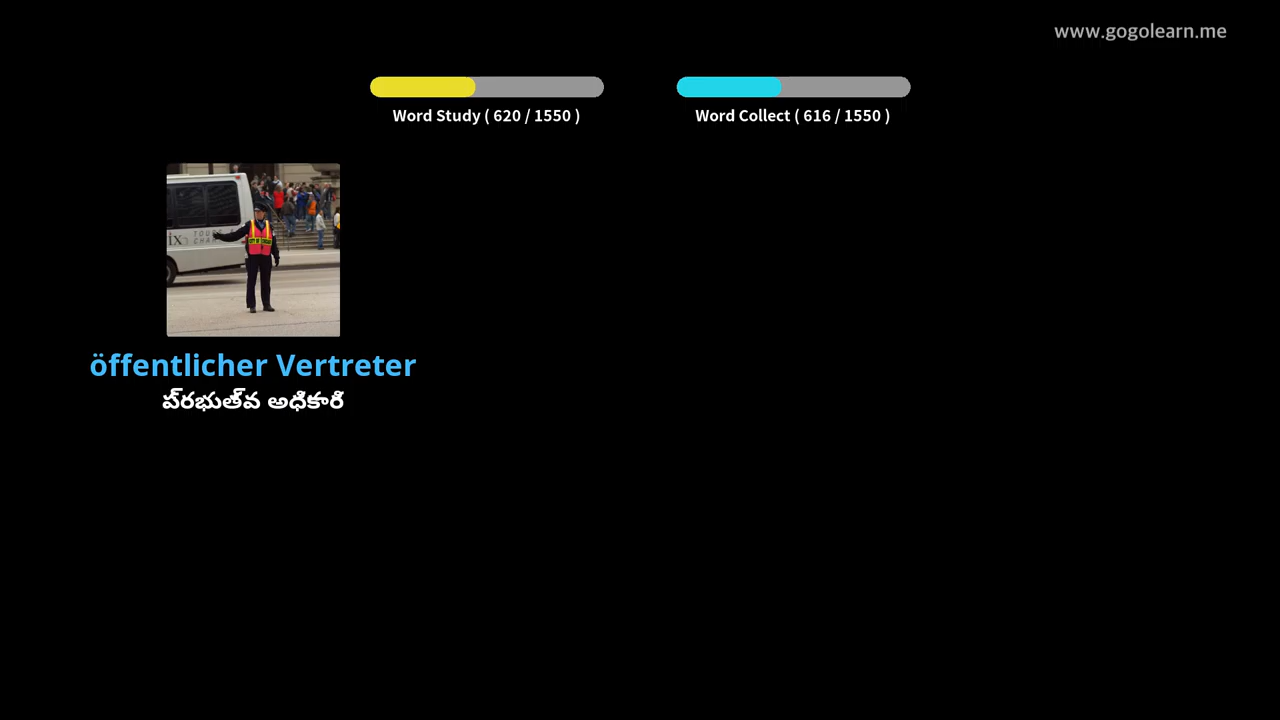 www.gogolearn.me
Word Study ( 620 / 1550 )
Word Collect ( 616 / 1550 )
öffentlicher Vertreter
ప్రభుత్వ అధికారి